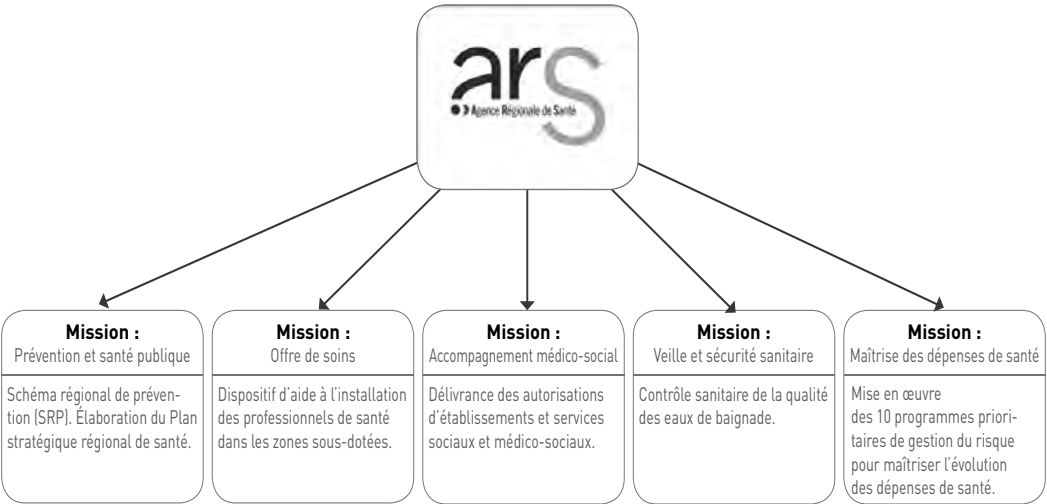 arS
Agence Régionale de Santé
Mission :
Prévention et santé publique
Schéma régional de préven-
tion (SRP). Élaboration du Plan
stratégique régional de santé.
Mission :
Offre de soins
Dispositif d’aide à l’installation
des professionnels de santé
dans les zones sous-dotées.
Mission :
Accompagnement médico-social
Délivrance des autorisations
d’établissements et services
sociaux et médico-sociaux.
Mission :
Veille et sécurité sanitaire
Contrôle sanitaire de la qualité
des eaux de baignade.
Mission :
Maîtrise des dépenses de santé
Mise en œuvre
des 10 programmes priori-
taires de gestion du risque
pour maîtriser l’évolution
des dépenses de santé.